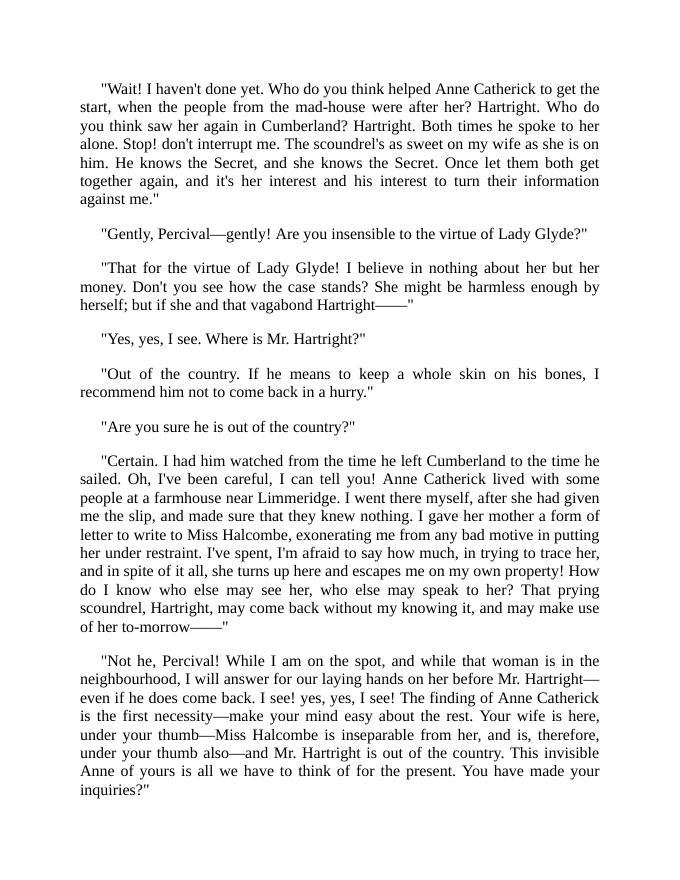 "Wait! I haven't done yet. Who do you think helped Anne Catherick to get the
start, when the people from the mad-house were after her? Hartright. Who do
you think saw her again in Cumberland? Hartright. Both times he spoke to her
alone. Stop! don't interrupt me. The scoundrel's as sweet on my wife as she is on
him. He knows the Secret, and she knows the Secret. Once let them both get
together again, and it's her interest and his interest to turn their information
against me."
"Gently, Percival—gently! Are you insensible to the virtue of Lady Glyde?"
"That for the virtue of Lady Glyde! I believe in nothing about her but her
money. Don't you see how the case stands? She might be harmless enough by
herself; but if she and that vagabond Hartright——"
"Yes, yes, I see. Where is Mr. Hartright?"
"Out of the country. If he means to keep a whole skin on his bones, I
recommend him not to come back in a hurry."
"Are you sure he is out of the country?"
"Certain. I had him watched from the time he left Cumberland to the time he
sailed. Oh, I've been careful, I can tell you! Anne Catherick lived with some
people at a farmhouse near Limmeridge. I went there myself, after she had given
me the slip, and made sure that they knew nothing. I gave her mother a form of
letter to write to Miss Halcombe, exonerating me from any bad motive in putting
her under restraint. I've spent, I'm afraid to say how much, in trying to trace her,
and in spite of it all, she turns up here and escapes me on my own property! How
do I know who else may see her, who else may speak to her? That prying
scoundrel, Hartright, may come back without my knowing it, and may make use
of her to-morrow——"
"Not he, Percival! While I am on the spot, and while that woman is in the
neighbourhood, I will answer for our laying hands on her before Mr. Hartright—
even if he does come back. I see! yes, yes, I see! The finding of Anne Catherick
is the first necessity—make your mind easy about the rest. Your wife is here,
under your thumb—Miss Halcombe is inseparable from her, and is, therefore,
under your thumb also—and Mr. Hartright is out of the country. This invisible
Anne of yours is all we have to think of for the present. You have made your
inquiries?"